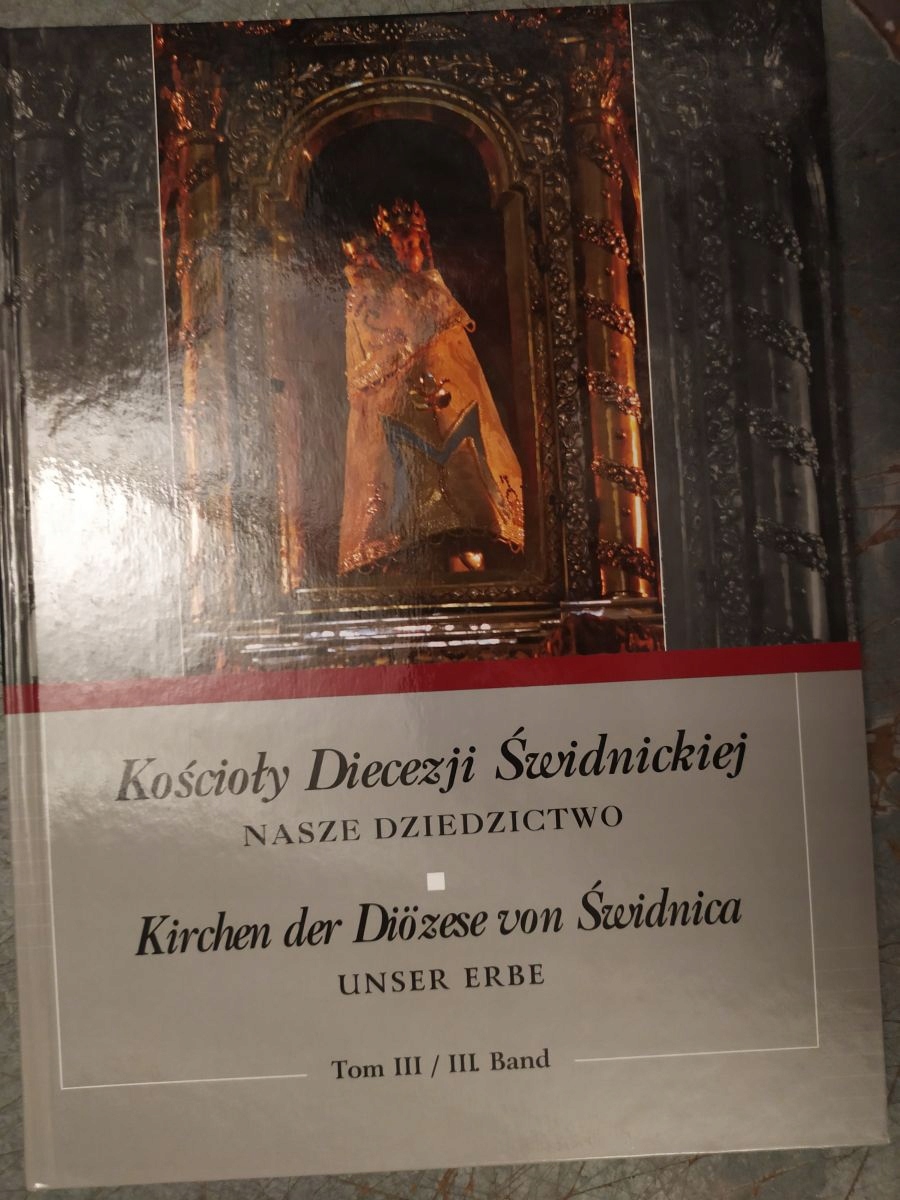 Kościoły Diecezji Świdnickiej
NASZE DZIEDZICTWO
Kirchen der Diözese von Świdnica
UNSER ERBE
Tom III / III. Band